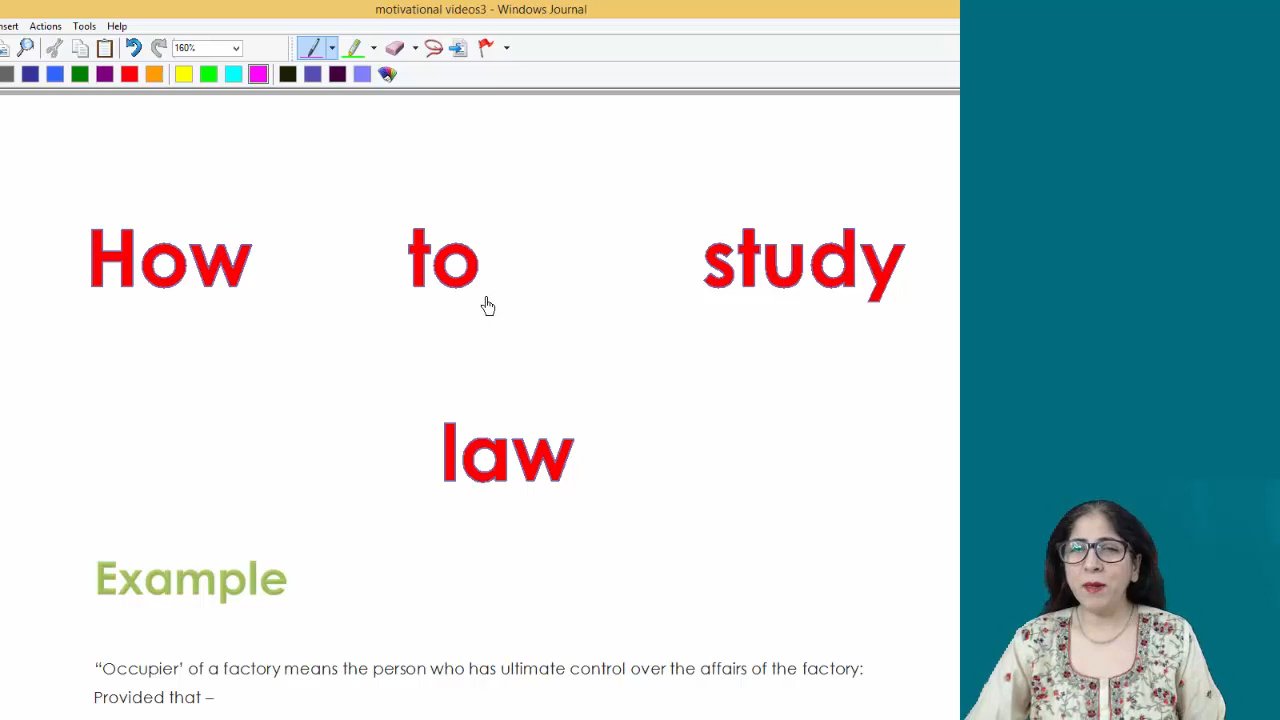 motivational videos3 - Windows Journal
nsert Actions Tools Help
160%
How to study
law
Example
“Occupier’ of a factory means the person who has ultimate control over the affairs of the factory:
Provided that –